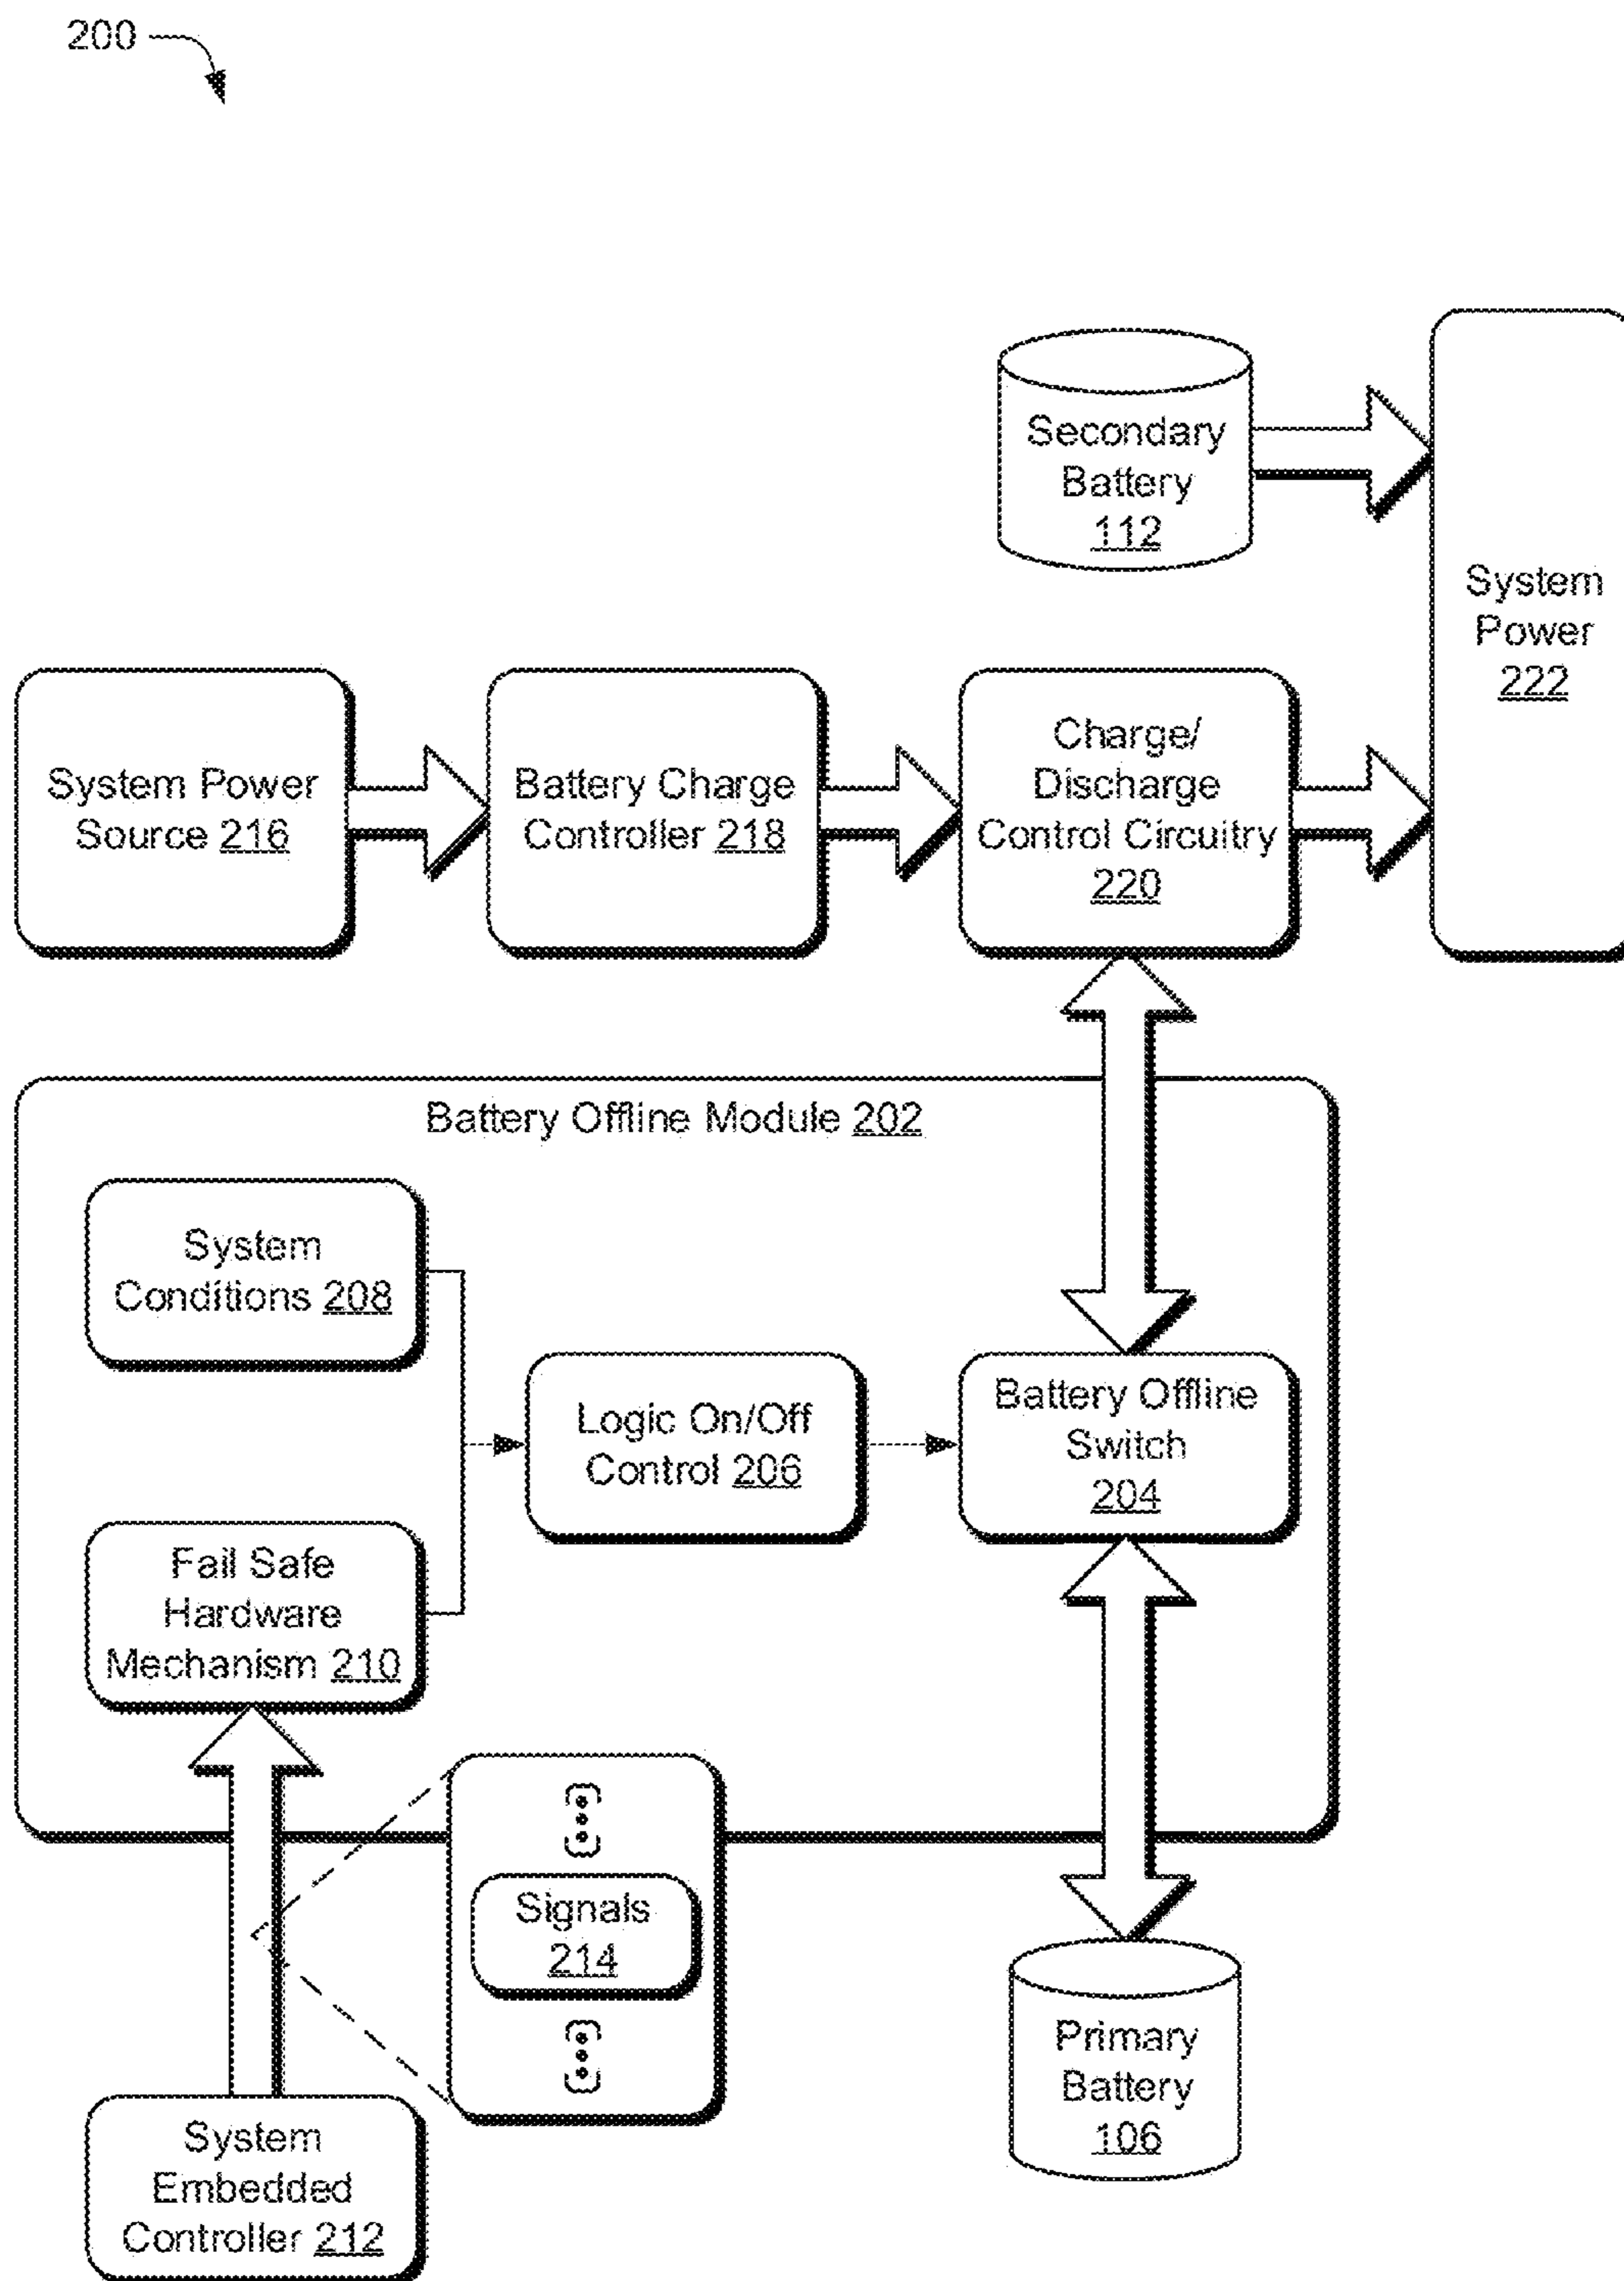 200
Secondary
Battery
112
System
Power
222
System Power
Source 216
Battery Charge
Controller 218
Charge/
Discharge
Control Circuitry
220
Battery Offline Module 202
System
Conditions 208
Logic On/Off
Control 206
Battery Offline
Switch
204
Fail Safe
Hardware
Mechanism 210
Signals
214
Primary
Battery
106
System
Embedded
Controller 212